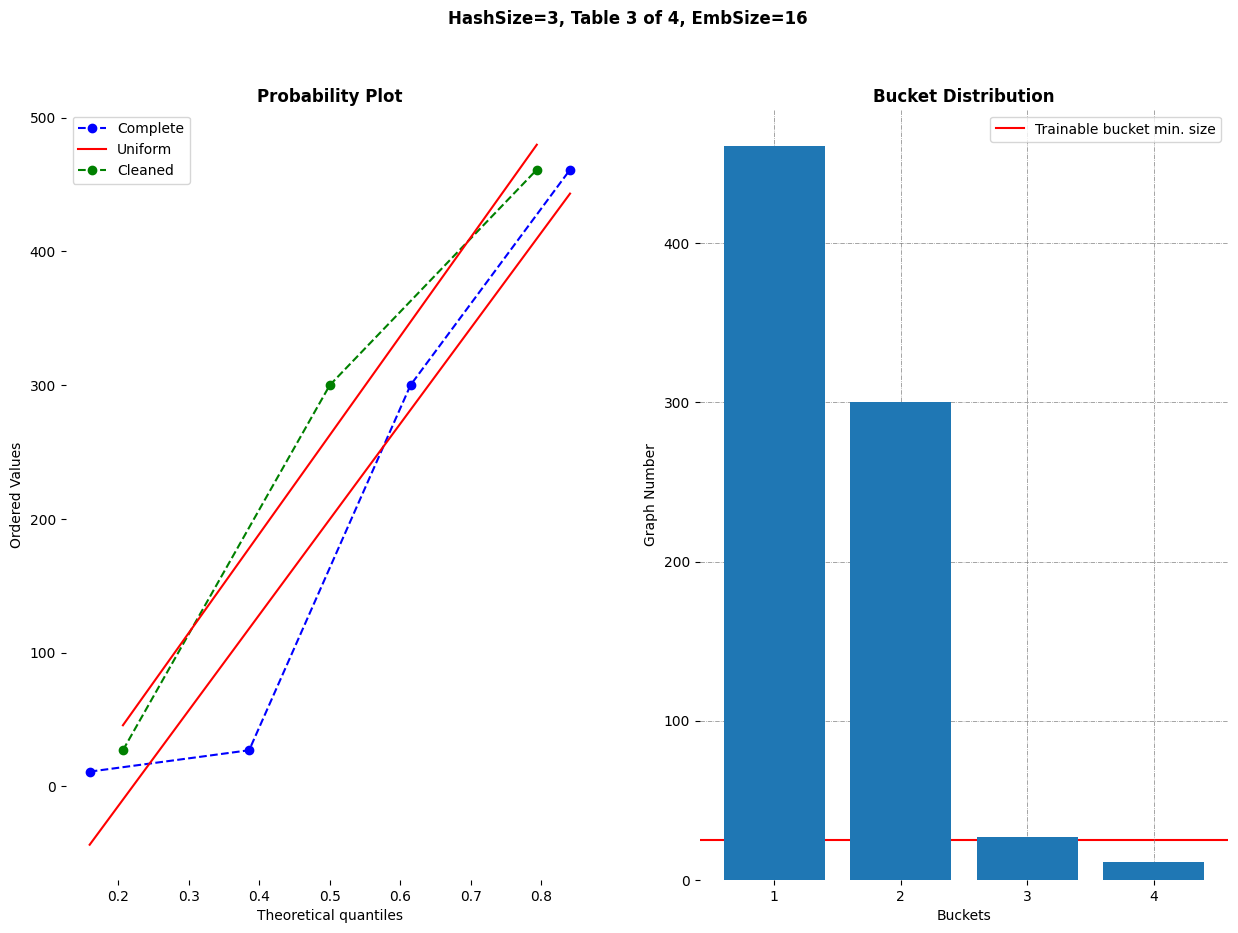 HashSize=3, Table 3 of 4, EmbSize=16
Probability Plot
Complete
Uniform
Cleaned
500
400
300
200
100
0
Ordered Values
0.2 0.3 0.4 0.5 0.6 0.7 0.8
Theoretical quantiles
Bucket Distribution
Trainable bucket min. size
400
300
200
100
0
Graph Number
1 2 3 4
Buckets